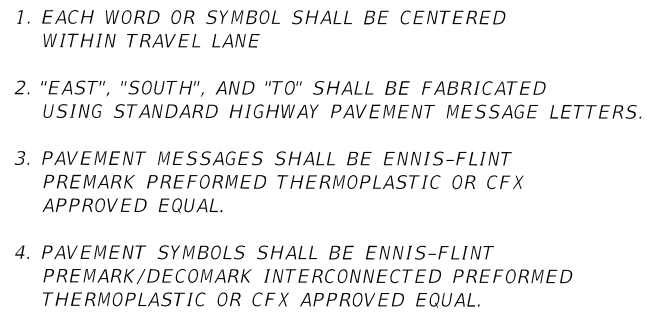 1. EACH WORD OR SYMBOL SHALL BE CENTERED
WITHIN TRAVEL LANE
2. "EAST", "SOUTH", AND "TO" SHALL BE FABRICATED
USING STANDARD HIGHWAY PAVEMENT MESSAGE LETTERS.
3. PAVEMENT MESSAGES SHALL BE ENNIS-FLINT
PREMARK PREFORMED THERMOPLASTIC OR CFX
APPROVED EQUAL.
4. PAVEMENT SYMBOLS SHALL BE ENNIS-FLINT
PREMARK/DECOMARK INTERCONNECTED PREFORMED
THERMOPLASTIC OR CFX APPROVED EQUAL.